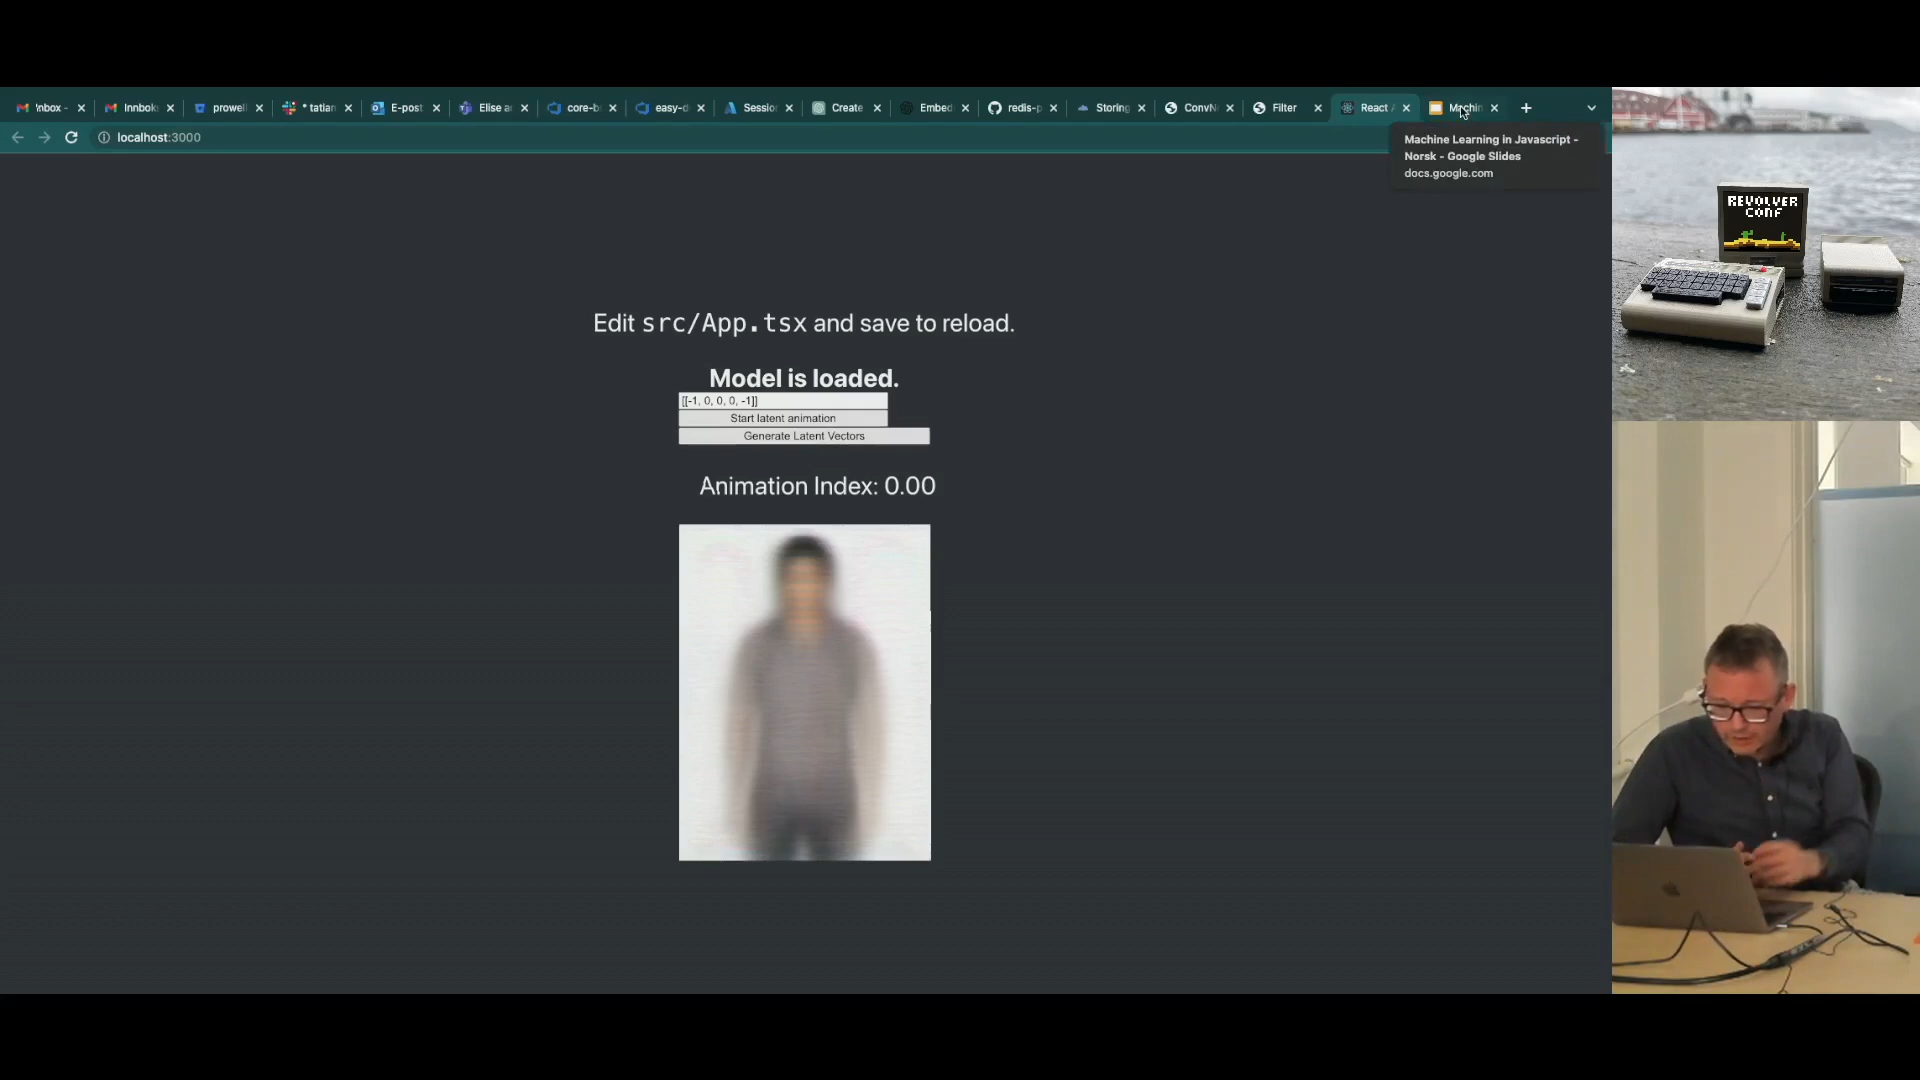 Inbox -
Innbok
prowel
* tatian
E-post
Elise a
core-b
easy-d
Sessio
Create
Embed
redis-p
Storing
ConvN
Filter
React A
Machin
localhost:3000
Machine Learning in Javascript -
Norsk - Google Slides
docs.google.com
REVOLVER
CONF
Edit src/App.tsx and save to reload.
Model is loaded.
[[-1, 0, 0, 0, -1]]
Start latent animation
Generate Latent Vectors
Animation Index: 0.00